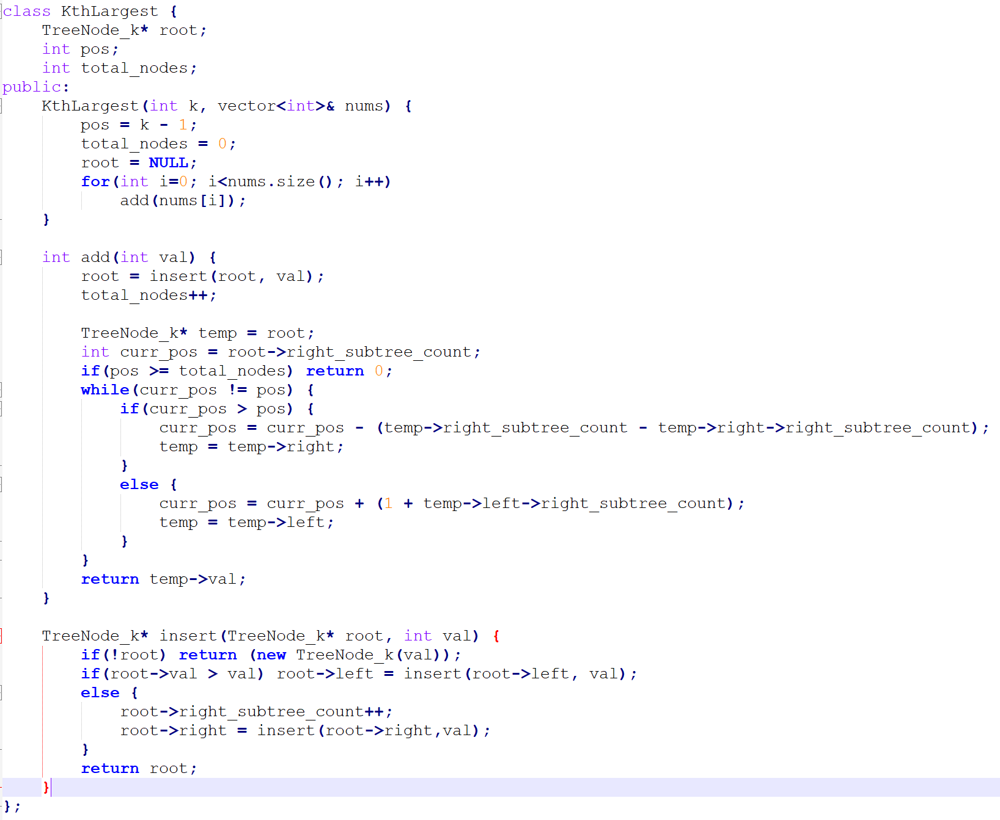 class KthLargest {
    TreeNode_k* root;
    int pos;
    int total_nodes;
public:
    KthLargest(int k, vector<int>& nums) {
        pos = k - 1;
        total_nodes = 0;
        root = NULL;
        for(int i=0; i<nums.size(); i++)
            add(nums[i]);
    }

    int add(int val) {
        root = insert(root, val);
        total_nodes++;

        TreeNode_k* temp = root;
        int curr_pos = root->right_subtree_count;
        if(pos >= total_nodes) return 0;
        while(curr_pos != pos) {
            if(curr_pos > pos) {
                curr_pos = curr_pos - (temp->right_subtree_count - temp->right->right_subtree_count);
                temp = temp->right;
            }
            else {
                curr_pos = curr_pos + (1 + temp->left->right_subtree_count);
                temp = temp->left;
            }
        }
        return temp->val;
    }

    TreeNode_k* insert(TreeNode_k* root, int val) {
        if(!root) return (new TreeNode_k(val));
        if(root->val > val) root->left = insert(root->left, val);
        else {
            root->right_subtree_count++;
            root->right = insert(root->right,val);
        }
        return root;
    }
};